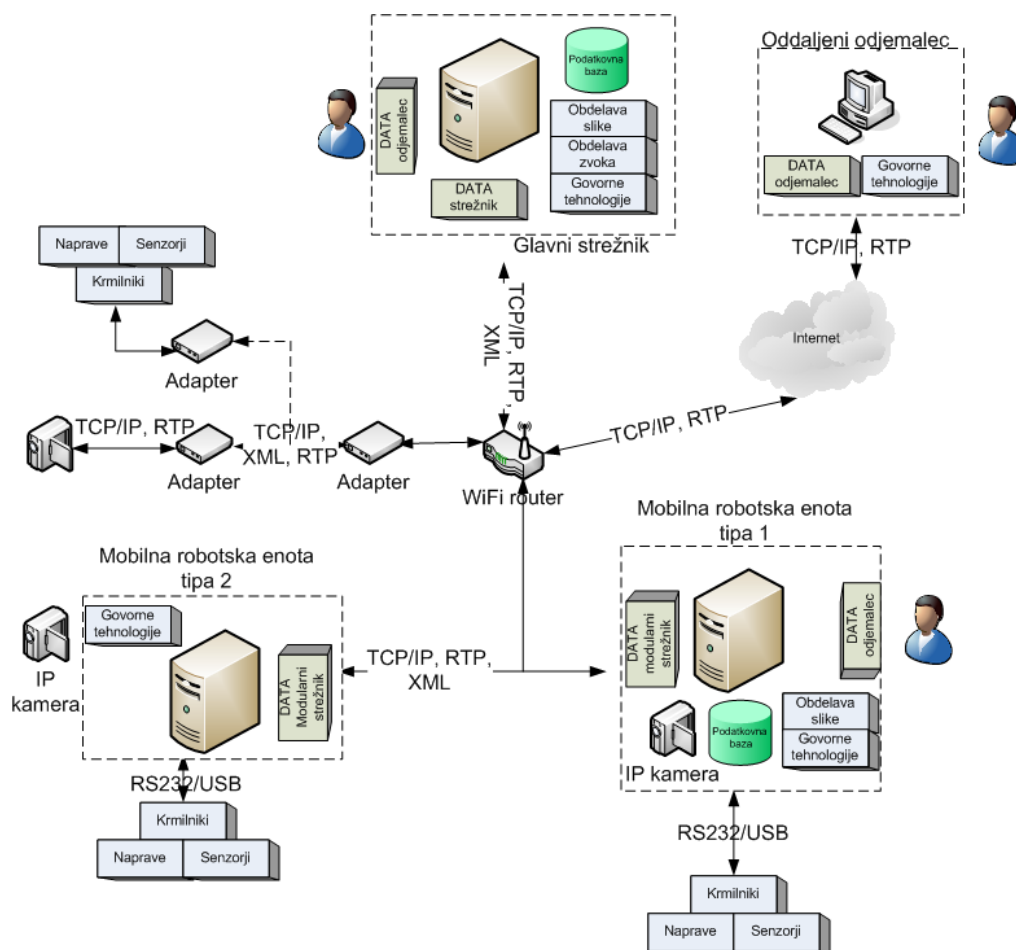 Podatkovna
baza
DATA
odjemalec
Obdelava
slike
Obdelava
zvoka
Govorne
tehnologije
DATA
strežnik
Glavni strežnik
Oddaljeni odjemalec
DATA
odjemalec
Govorne
tehnologije
TCP/IP, RTP
Internet
TCP/IP, RTP
TCP/IP, RTP,
XML
Naprave
Senzorji
Krmilniki
Adapter
TCP/IP, RTP
Adapter
TCP/IP,
XML, RTP
Adapter
WiFi router
Mobilna robotska enota
tipa 2
Govorne
tehnologije
IP
kamera
DATA
Modularni
strežnik
TCP/IP, RTP,
XML
RS232/USB
Krmilniki
Naprave
Senzorji
Mobilna robotska enota
tipa 1
DATA
modularni
strežnik
DATA
odjemalec
Podatkovna
baza
Obdelava
slike
Govorne
tehnologije
IP kamera
RS232/USB
Krmilniki
Naprave
Senzorji